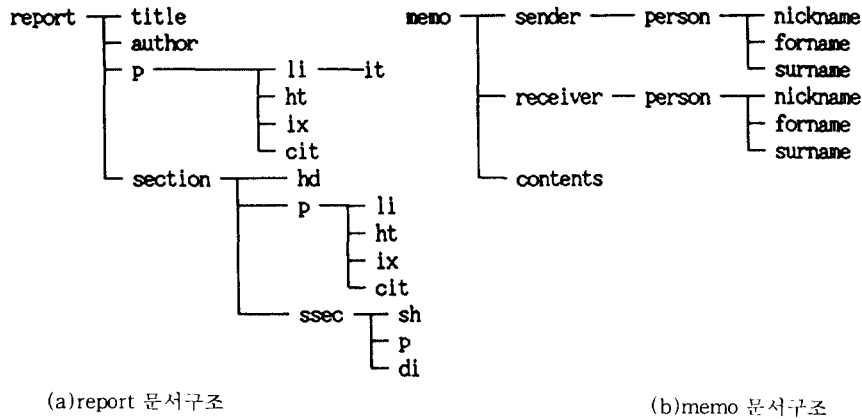 report title memo sender person nickname
author forname
p li it surname
ht receiver person nickname
ix forname
cit surname
section hd contents
p li
ht
ix
cit
ssec sh
p
di
(a)report 문서구조 (b)memo 문서구조